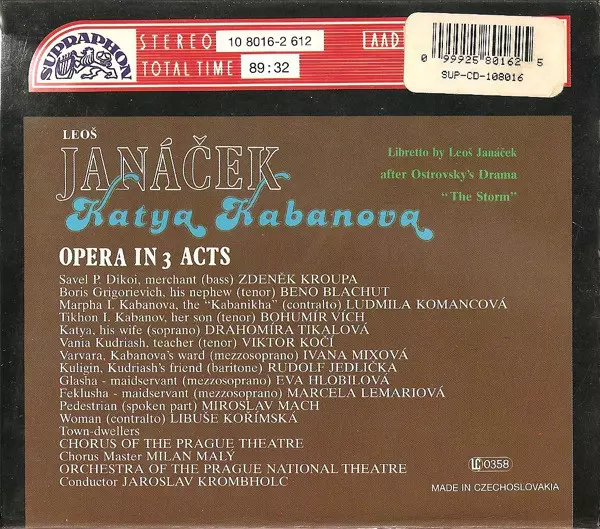 SUPRAPHON
STEREO 10 8016-2 612 LAAD
TOTAL TIME 89:32
0 99925 80162 5
SUP-CD-108016
LEOŠ
JANÁČEK
Katya Kabanova
Libretto by Leoš Janáček
after Ostrovsky's Drama
"The Storm"
OPERA IN 3 ACTS
Savel P. Dikoi, merchant (bass) ZDENĚK KROUPA
Boris Grigorievich, his nephew (tenor) BENO BLACHUT
Marpha I. Kabanova, the "Kabanikha" (contralto) LUDMILA KOMANCOVÁ
Tikhon I. Kabanov, her son (tenor) BOHUMÍR VÍCH
Katya, his wife (soprano) DRAHOMÍRA TIKALOVÁ
Vania Kudriash, teacher (tenor) VIKTOR KOČÍ
Varvara, Kabanova's ward (mezzosoprano) IVANA MIXOVÁ
Kuligin, Kudriash's friend (baritone) RUDOLF JEDLIČKA
Glasha - maidservant (mezzosoprano) EVA HLOBILOVÁ
Feklusha - maidservant (mezzosoprano) MARCELA LEMARIOVÁ
Pedestrian (spoken part) MIROSLAV MACH
Woman (contralto) LIBUŠE KOŘÍMSKA
Town-dwellers
CHORUS OF THE PRAGUE THEATRE
Chorus Master MILAN MALÝ
ORCHESTRA OF THE PRAGUE NATIONAL THEATRE
Conductor JAROSLAV KROMBHOLC
LC 0358
MADE IN CZECHOSLOVAKIA